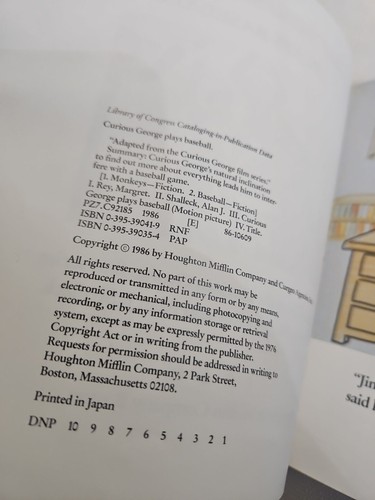 Library of Congress Cataloging-in-Publication Data
Curious George plays baseball.
"Adapted from the Curious George film series."
Summary: Curious George's natural inclination
to find out more about everything leads him to inter-
fere with a baseball game.
[1. Monkeys—Fiction. 2. Baseball—Fiction]
I. Rey, Margret. II. Shalleck, Alan J. III. Curious
George plays baseball (Motion picture) IV. Title.
PZ7.C92185 1986 [E] 86-10609
ISBN 0-395-39041-9 RNF
ISBN 0-395-39035-4 PAP
Copyright © 1986 by Houghton Mifflin Company and
All rights reserved. No part of this work may be
reproduced or transmitted in any form or by any means,
electronic or mechanical, including photocopying and
recording, or by any information storage or retrieval
system, except as may be expressly permitted by the 1976
Copyright Act or in writing from the publisher.
Requests for permission should be addressed in writing to
Houghton Mifflin Company, 2 Park Street,
Boston, Massachusetts 02108.
Printed in Japan
DNP 10 9 8 7 6 5 4 3 2 1
"Jin
said